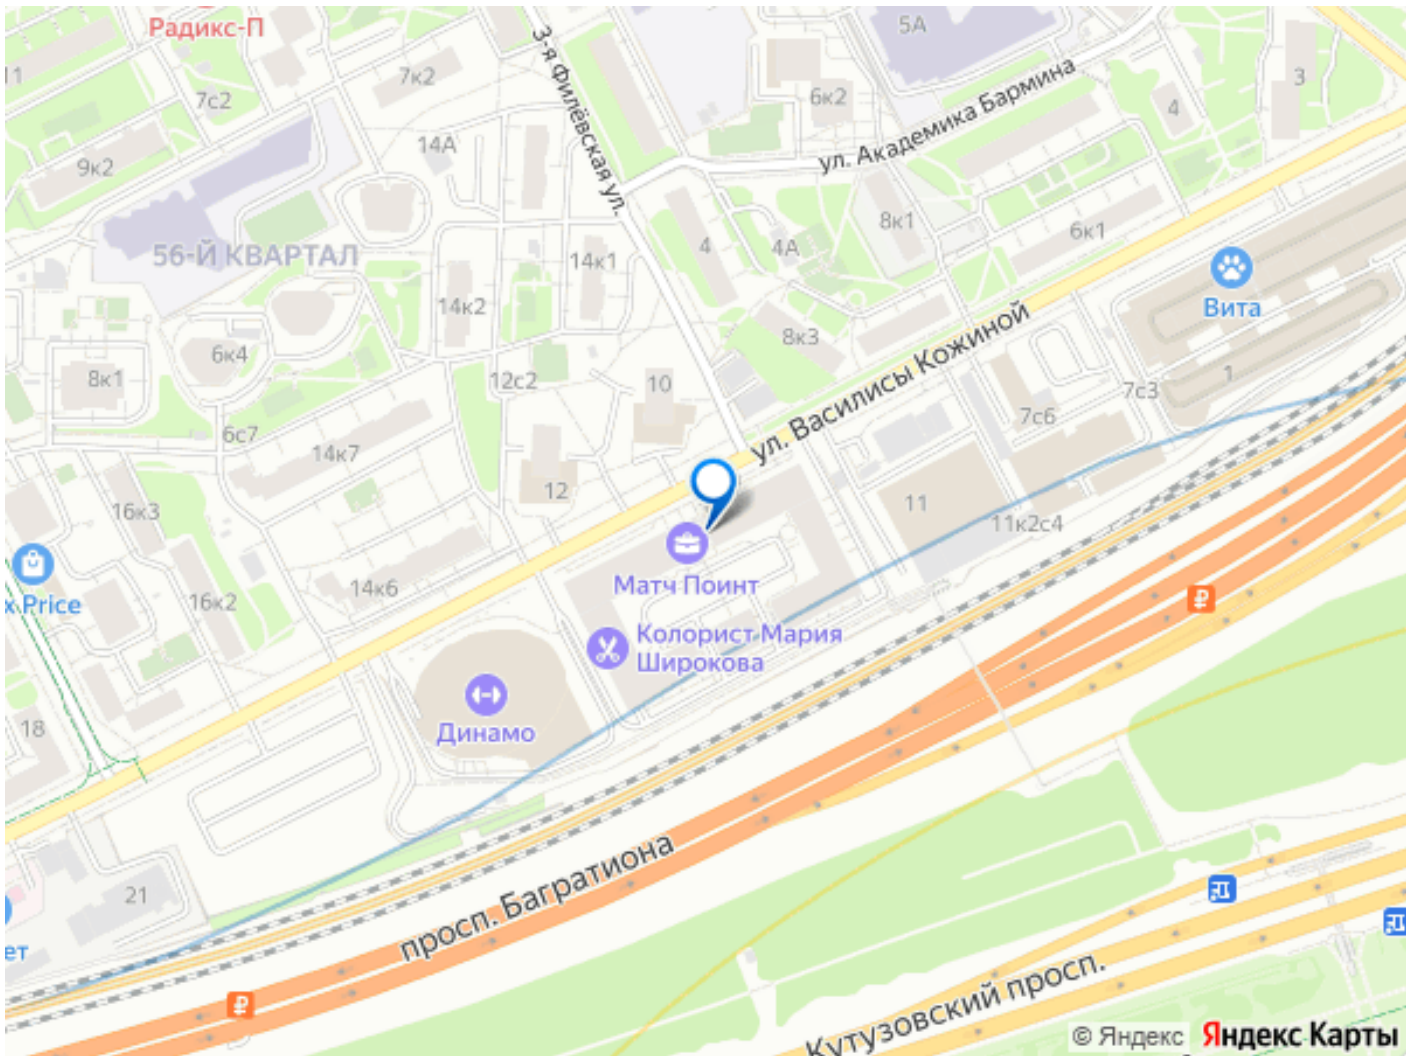 Радикс-П
5А
11
7к2
3
7с2
6к2
4
3-я Филёвская ул.
ул. Академика Бармина
14А
9к2
8к1
6к1
4
4А
56-Й КВАРТАЛ
14к1
14к2
Вита
8к3
6к4
8к1
12с2
10
ул. Василисы Кожиной
1
7с3
7с6
6с7
14к7
12
11
16к3
11к2с4
Матч Поинт
14к6
16к2
x Price
Колорист Мария
Широкова
Динамо
18
21
просп. Багратиона
ет
Кутузовский просп.
© Яндекс Яндекс Карты